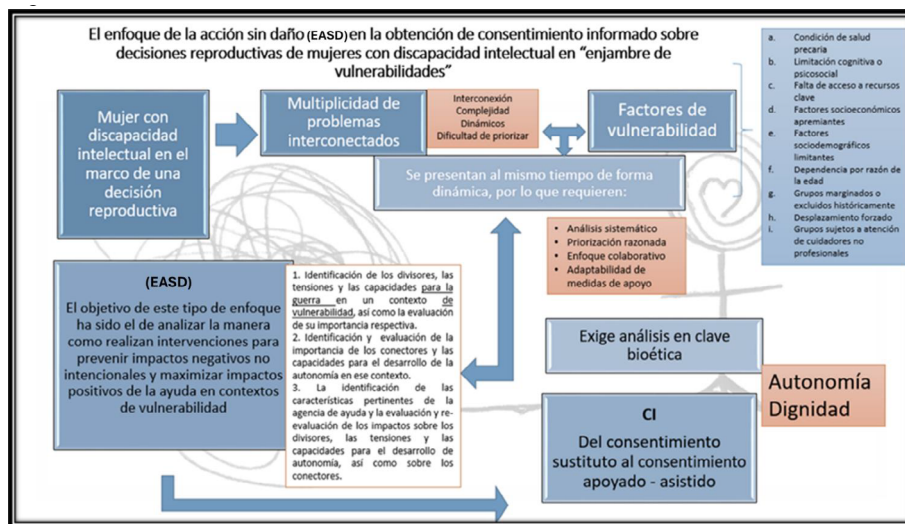 El enfoque de la acción sin daño (EASD) en la obtención de consentimiento informado sobre
decisiones reproductivas de mujeres con discapacidad intelectual en "enjambre de
vulnerabilidades"
Mujer con
discapacidad
intelectual en el
marco de una
decisión
reproductiva
Multiplicidad de
problemas
interconectados
Interconexión
Complejidad
Dinámicos
Dificultad de priorizar
Factores de
vulnerabilidad
a. Condición de salud
precaria
b. Limitación cognitiva o
psicosocial
c. Falta de acceso a recursos
clave
d. Factores socioeconómicos
apremiantes
e. Factores
sociodemográficos
limitantes
f. Dependencia por razón de
la edad
g. Grupos marginados o
excluidos históricamente
h. Desplazamiento forzado
i. Grupos sujetos a atención
de cuidadores no
profesionales
Se presentan al mismo tiempo de forma
dinámica, por lo que requieren:
• Análisis sistemático
• Priorización razonada
• Enfoque colaborativo
• Adaptabilidad de
medidas de apoyo
(EASD)
El objetivo de este tipo de enfoque
ha sido el de analizar la manera
como realizan intervenciones para
prevenir impactos negativos no
intencionales y maximizar impactos
positivos de la ayuda en contextos
de vulnerabilidad
1. Identificación de los divisores, las
tensiones y las capacidades para la
guerra en un contexto de
vulnerabilidad, así como la evaluación
de su importancia respectiva.
2. Identificación y evaluación de la
importancia de los conectores y las
capacidades para el desarrollo de la
autonomía en ese contexto.
3. La identificación de las
características pertinentes de la
agencia de ayuda y la evaluación y re-
evaluación de los impactos sobre los
divisores, las tensiones y las
capacidades para el desarrollo de
autonomía, así como sobre los
conectores.
Exige análisis en clave
bioética
Autonomía
Dignidad
CI
Del consentimiento
sustituto al consentimiento
apoyado - asistido